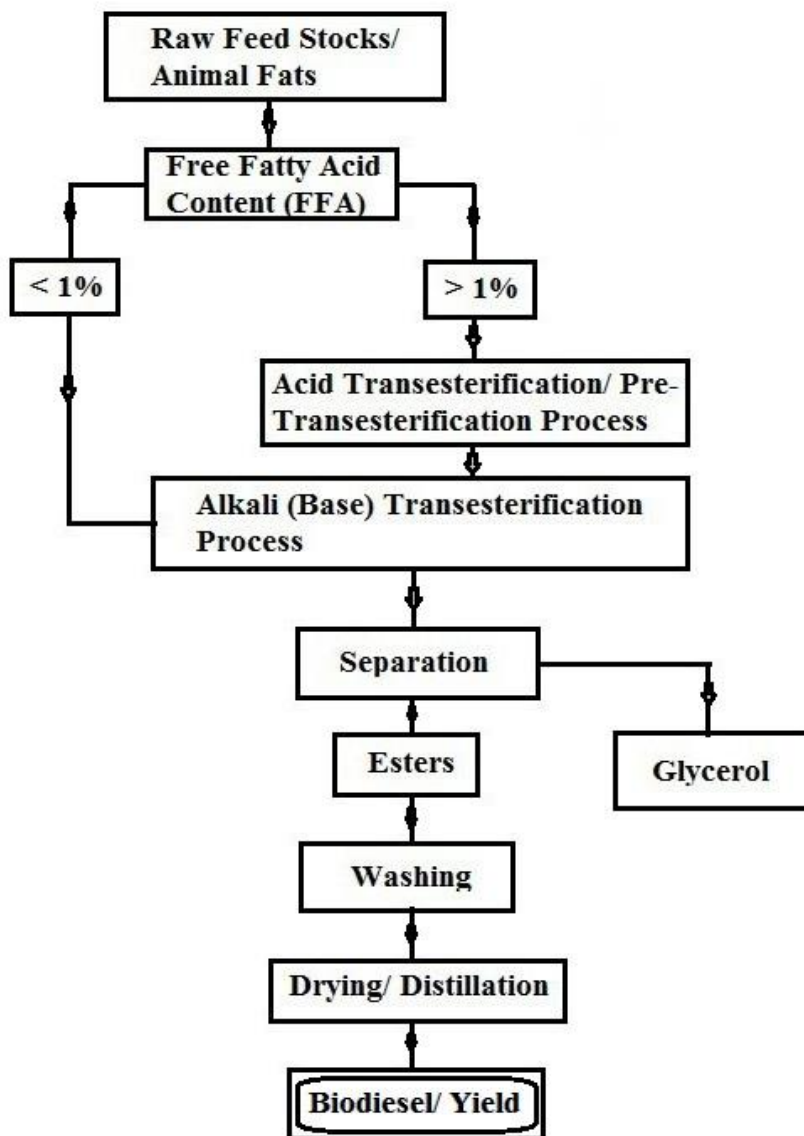 Raw Feed Stocks/
Animal Fats
Free Fatty Acid
Content (FFA)
< 1%
> 1%
Acid Transesterification/ Pre-
Transesterification Process
Alkali (Base) Transesterification
Process
Separation
Esters
Glycerol
Washing
Drying/ Distillation
Biodiesel/ Yield